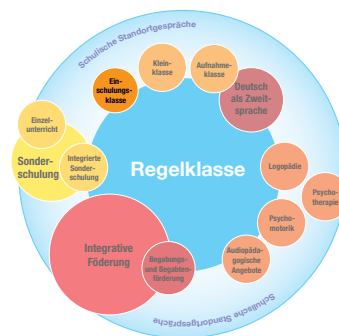 Schulische Standortgespräche
Klein-
klasse
Aufnahme-
klasse
Ein-
schulungs-
klasse
Deutsch
als Zweit-
sprache
Einzel-
unterricht
Sonder-
schulung
Integrierte
Sonder-
schulung
Regelklasse
Logopädie
Psycho-
therapie
Psycho-
motorik
Integrative
Föderung
Begabungs-
und Begabten-
förderung
Audiopäda-
gogische
Angebote
Schulische Standortgespräche